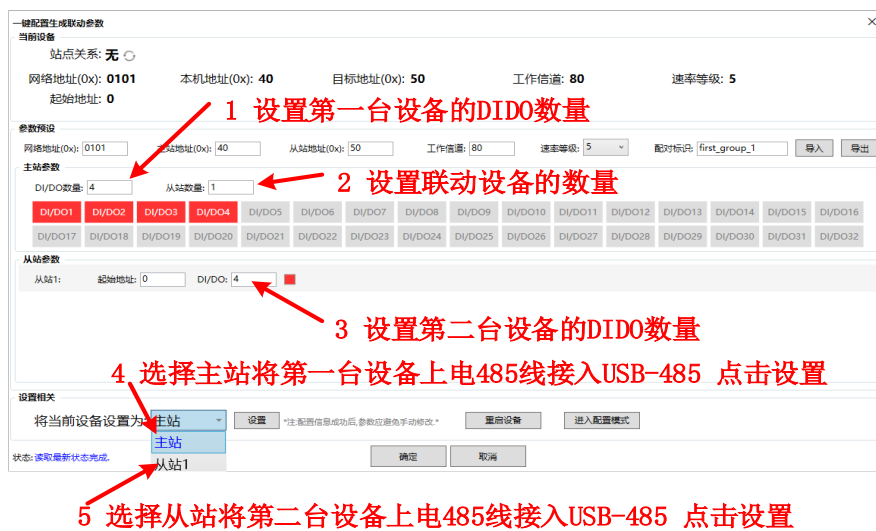 一键配置生成联动参数
当前设备
站点关系: 无
网络地址(0x): 0101 本机地址(0x): 40 目标地址(0x): 50 工作信道: 80 速率等级: 5
起始地址: 0
1 设置第一台设备的DIDO数量
参数预设
网络地址(0x): 0101 主站地址(0x): 40 从站地址(0x): 50 工作信道: 80 速率等级: 5 配对标识: first_group_1 导入 导出
主站参数
DI/DO数量: 4 从站数量: 1
2 设置联动设备的数量
DI/DO1 DI/DO2 DI/DO3 DI/DO4 DI/DO5 DI/DO6 DI/DO7 DI/DO8 DI/DO9 DI/DO10 DI/DO11 DI/DO12 DI/DO13 DI/DO14 DI/DO15 DI/DO16
DI/DO17 DI/DO18 DI/DO19 DI/DO20 DI/DO21 DI/DO22 DI/DO23 DI/DO24 DI/DO25 DI/DO26 DI/DO27 DI/DO28 DI/DO29 DI/DO30 DI/DO31 DI/DO32
从站参数
从站1: 起始地址: 0 DI/DO: 4
3 设置第二台设备的DIDO数量
4 选择主站将第一台设备上电485线接入USB-485 点击设置
设置相关
将当前设备设置为: 主站 设置 *注:配置信息成功后,参数应避免手动修改.* 重启设备 进入配置模式
主站
状态: 读取最新状态完成. 确定 取消
从站1
5 选择从站将第二台设备上电485线接入USB-485 点击设置